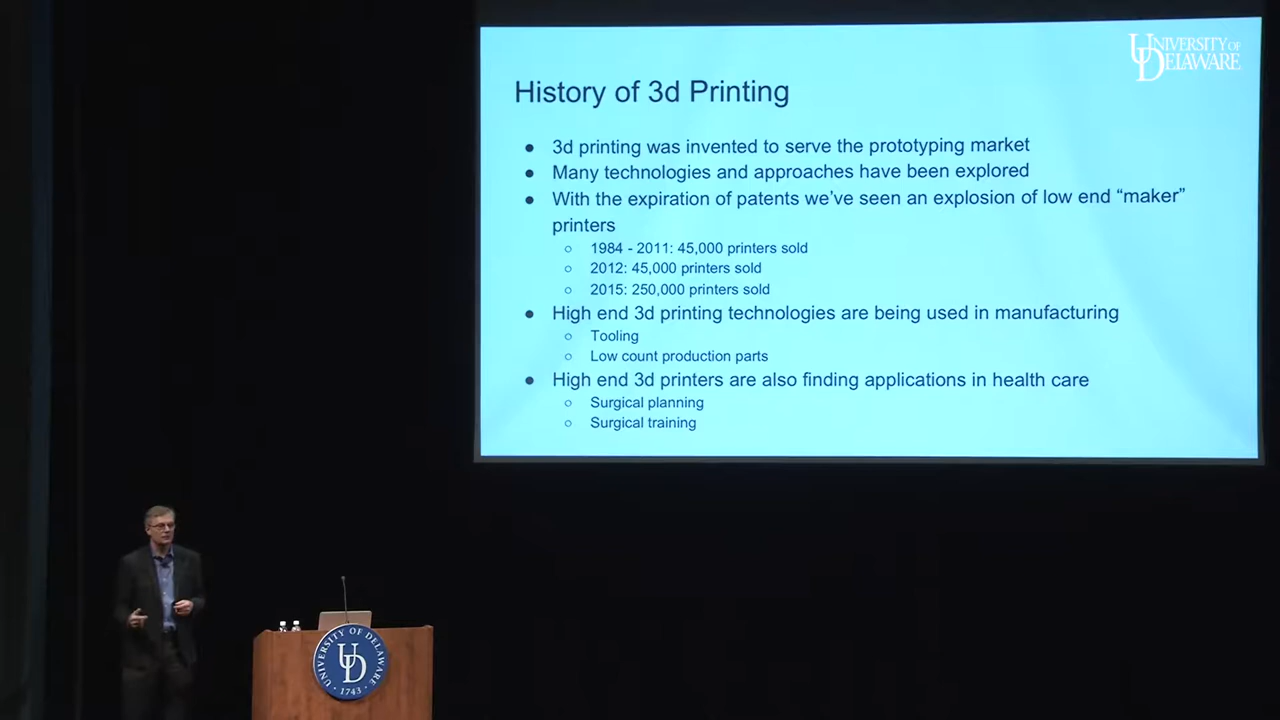 UNIVERSITY OF
DELAWARE
History of 3d Printing
● 3d printing was invented to serve the prototyping market
● Many technologies and approaches have been explored
● With the expiration of patents we’ve seen an explosion of low end “maker”
printers
○ 1984 - 2011: 45,000 printers sold
○ 2012: 45,000 printers sold
○ 2015: 250,000 printers sold
● High end 3d printing technologies are being used in manufacturing
○ Tooling
○ Low count production parts
● High end 3d printers are also finding applications in health care
○ Surgical planning
○ Surgical training
UNIVERSITY OF DELAWARE
UD
· 1743 ·